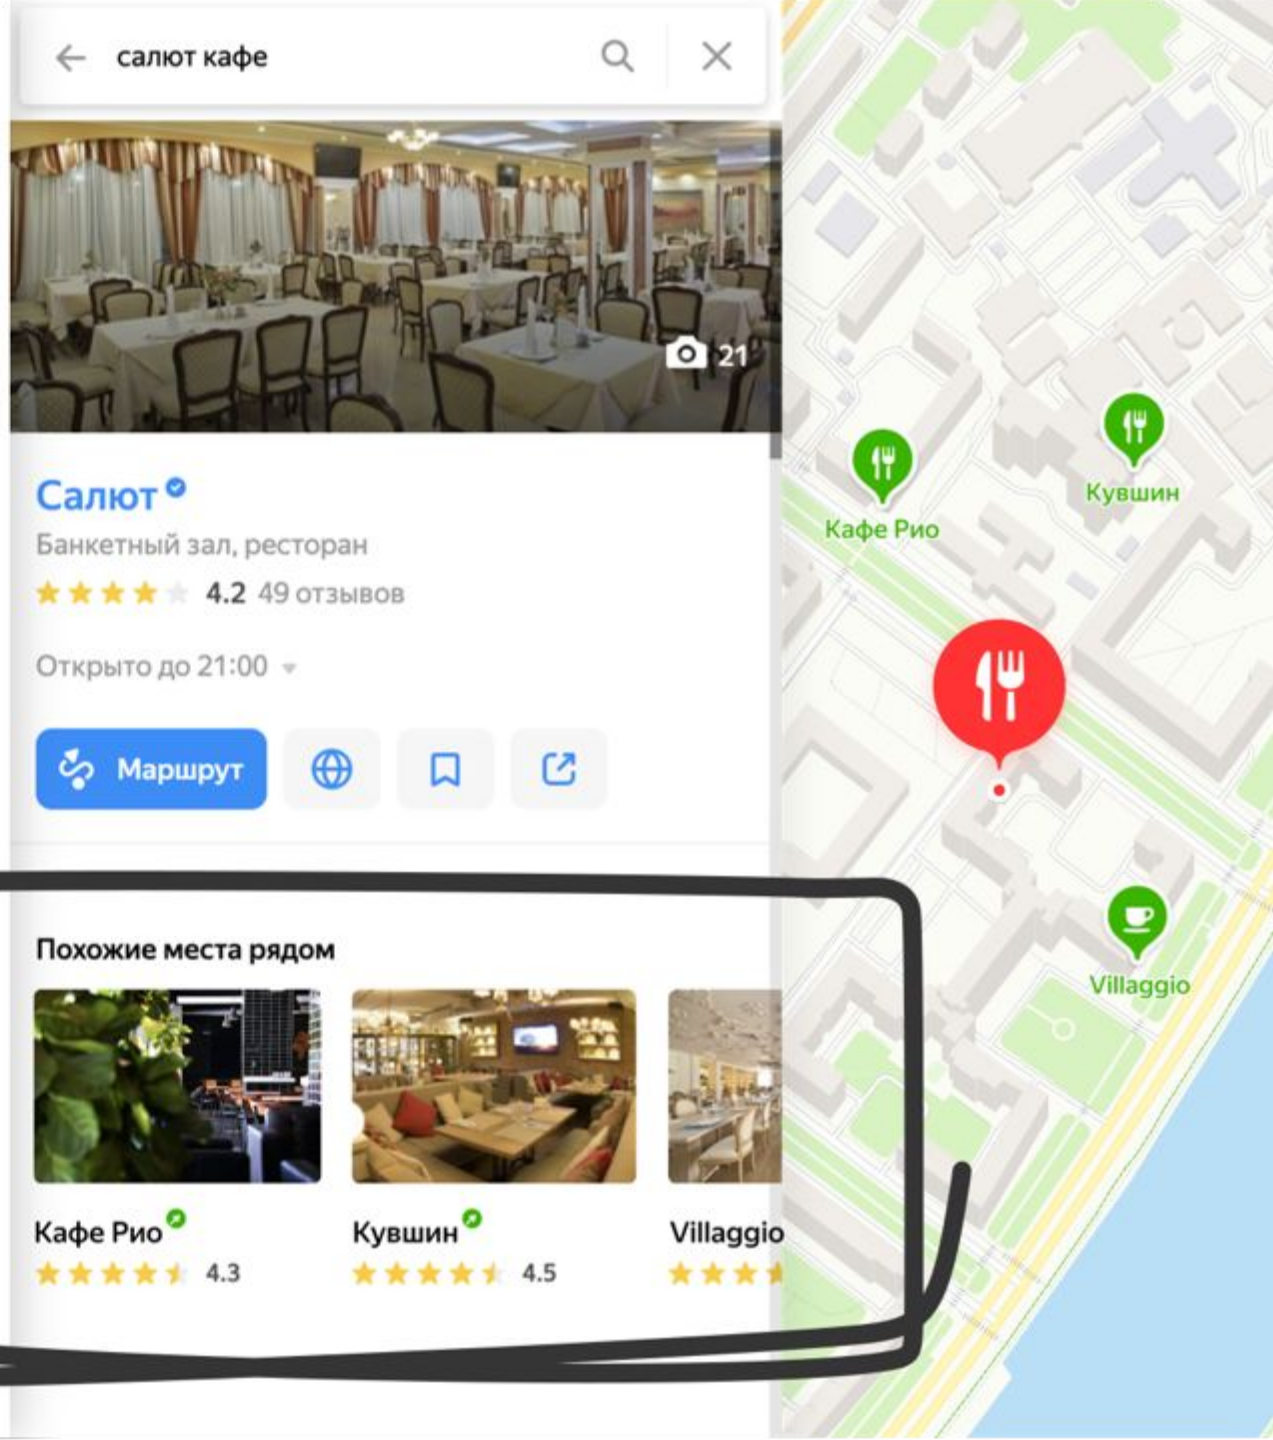 салют кафе
21
Салют
Банкетный зал, ресторан
4.2 49 отзывов
Открыто до 21:00
Маршрут
Похожие места рядом
Кафе Рио
4.3
Кувшин
4.5
Villaggio
Кафе Рио
Кувшин
Villaggio